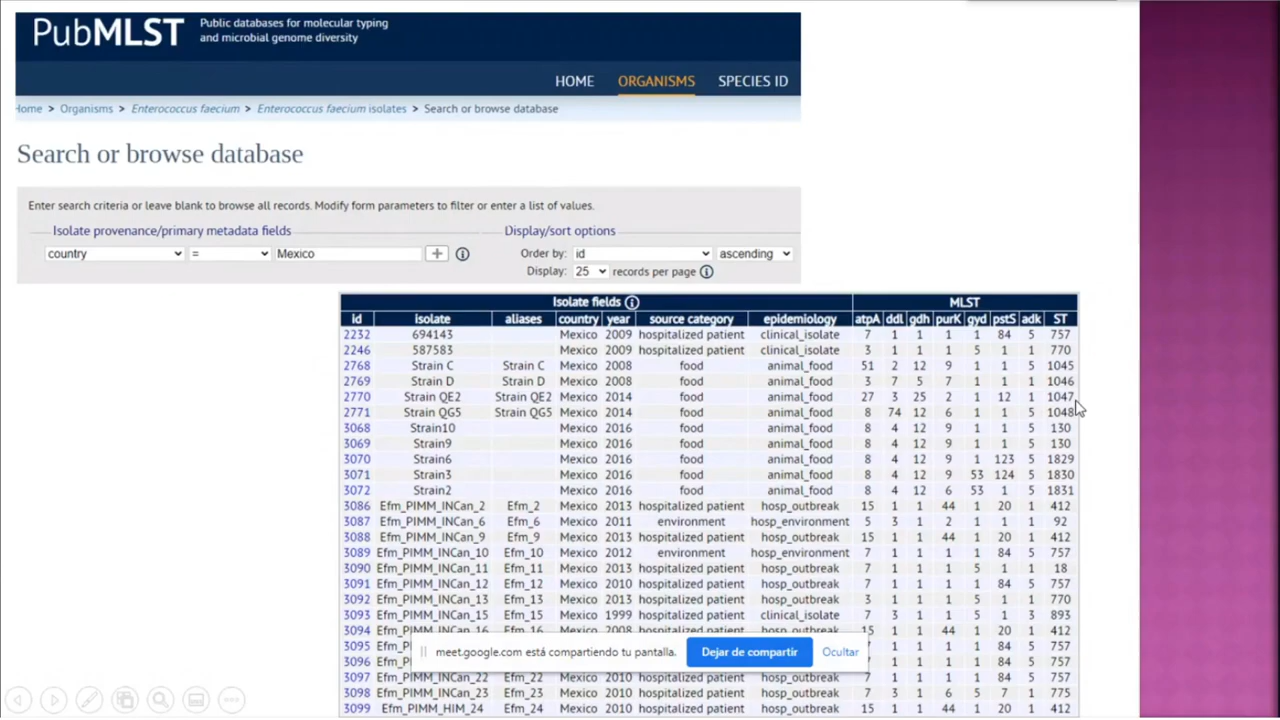 PubMLST Public databases for molecular typing
and microbial genome diversity
HOME ORGANISMS SPECIES ID
Home > Organisms > Enterococcus faecium > Enterococcus faecium isolates > Search or browse database
Search or browse database
Enter search criteria or leave blank to browse all records. Modify form parameters to filter or enter a list of values.
Isolate provenance/primary metadata fields Display/sort options
country = Mexico + i Order by: id ascending
Display: 25 records per page i
Isolate fields i MLST
id isolate aliases country year source category epidemiology atpA ddl gdh purK gyd pstS adk ST
2232 694143 Mexico 2009 hospitalized patient clinical_isolate 7 1 1 1 1 84 5 757
2246 587583 Mexico 2009 hospitalized patient clinical_isolate 3 1 1 1 5 1 1 770
2768 Strain C Strain C Mexico 2008 food animal_food 51 2 12 9 1 1 5 1045
2769 Strain D Strain D Mexico 2008 food animal_food 3 7 5 7 1 1 5 1046
2770 Strain QE2 Strain QE2 Mexico 2014 food animal_food 27 3 25 2 1 12 1 1047
2771 Strain QG5 Strain QG5 Mexico 2014 food animal_food 8 74 12 6 1 1 5 1048
3068 Strain10 Mexico 2016 food animal_food 8 4 12 9 1 1 5 130
3069 Strain9 Mexico 2016 food animal_food 8 4 12 9 1 1 5 130
3070 Strain6 Mexico 2016 food animal_food 8 4 12 9 1 123 5 1829
3071 Strain3 Mexico 2016 food animal_food 8 4 12 9 53 124 5 1830
3072 Strain2 Mexico 2016 food animal_food 8 4 12 6 53 1 5 1831
3086 Efm_PIMM_INCan_2 Efm_2 Mexico 2013 hospitalized patient hosp_outbreak 15 1 1 44 1 20 1 412
3087 Efm_PIMM_INCan_6 Efm_6 Mexico 2011 environment hosp_environment 5 3 1 2 1 1 1 92
3088 Efm_PIMM_INCan_9 Efm_9 Mexico 2013 hospitalized patient hosp_outbreak 15 1 1 44 1 20 1 412
3089 Efm_PIMM_INCan_10 Efm_10 Mexico 2012 environment hosp_environment 7 1 1 1 1 84 5 757
3090 Efm_PIMM_INCan_11 Efm_11 Mexico 2013 hospitalized patient hosp_outbreak 7 1 1 1 5 1 1 18
3091 Efm_PIMM_INCan_12 Efm_12 Mexico 2010 hospitalized patient hosp_outbreak 7 1 1 1 1 84 5 757
3092 Efm_PIMM_INCan_13 Efm_13 Mexico 2013 hospitalized patient hosp_outbreak 3 1 1 1 5 1 1 770
3093 Efm_PIMM_INCan_15 Efm_15 Mexico 1999 hospitalized patient clinical_isolate 7 3 1 1 5 1 3 893
3094 Efm_PIMM_INCan_16 Efm_16 Mexico 2008 hospitalized patient hosp_outbreak 15 1 1 44 1 20 1 412
3095 1 1 1 1 84 5 757
meet.google.com está compartiendo tu pantalla. Dejar de compartir Ocultar
3096 1 1 1 1 84 5 757
3097 Efm_PIMM_INCan_22 Efm_22 Mexico 2010 hospitalized patient hosp_outbreak 7 1 1 1 1 84 5 757
3098 Efm_PIMM_INCan_23 Efm_23 Mexico 2010 hospitalized patient hosp_outbreak 7 3 1 6 5 7 1 775
3099 Efm_PIMM_HIM_24 Efm_24 Mexico 2010 hospitalized patient hosp_outbreak 15 1 1 44 1 20 1 412